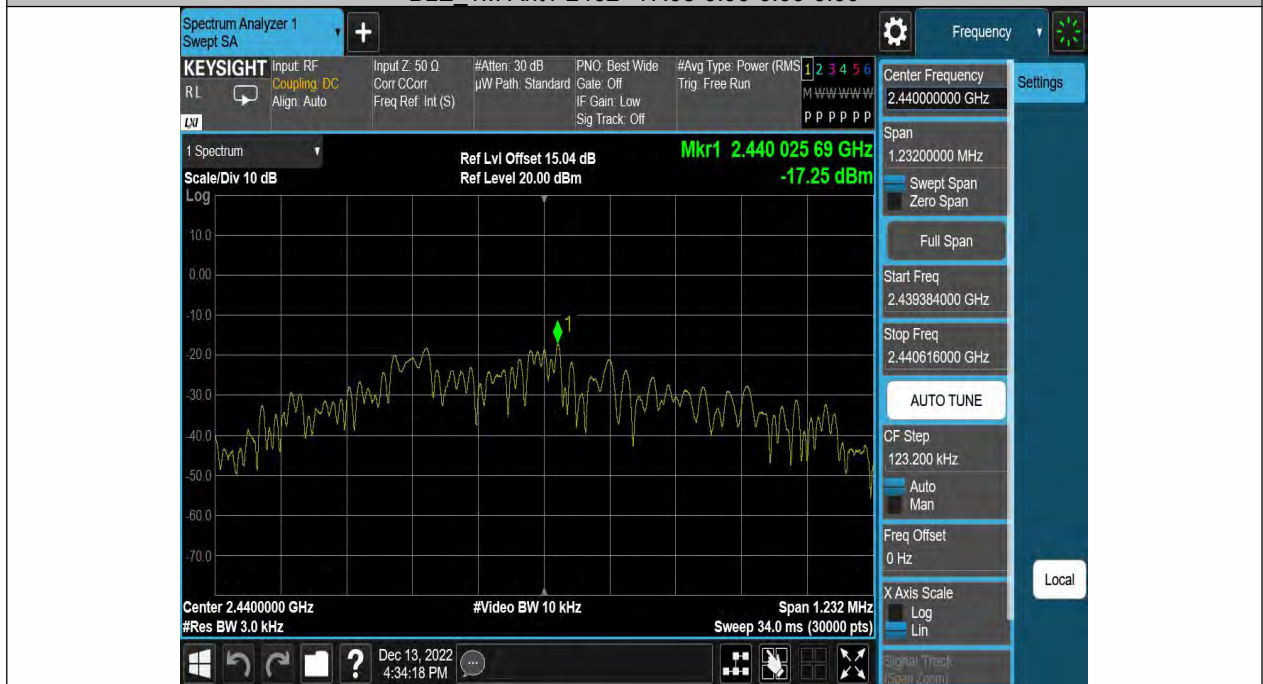 Spectrum Analyzer 1
Swept SA
+
Frequency
KEYSIGHT
RL
LXI
Input: RF
Coupling: DC
Align: Auto
Input Z: 50 Ω
Corr CCorr
Freq Ref: Int (S)
#Atten: 30 dB
µW Path: Standard
PNO: Best Wide
Gate: Off
IF Gain: Low
Sig Track: Off
#Avg Type: Power (RMS
Trig: Free Run
1 2 3 4 5 6
M W W W W W
P P P P P P
Center Frequency
2.440000000 GHz
Settings
Span
1.23200000 MHz
Swept Span
Zero Span
Full Span
Start Freq
2.439384000 GHz
Stop Freq
2.440616000 GHz
AUTO TUNE
CF Step
123.200 kHz
Auto
Man
Freq Offset
0 Hz
X Axis Scale
Log
Lin
Signal Track
(Span Zoom)
Local
1 Spectrum
Scale/Div 10 dB
Log
Ref Lvl Offset 15.04 dB
Ref Level 20.00 dBm
Mkr1 2.440 025 69 GHz
-17.25 dBm
10.0
0.00
-10.0
-20.0
-30.0
-40.0
-50.0
-60.0
-70.0
1
Center 2.4400000 GHz
#Res BW 3.0 kHz
#Video BW 10 kHz
Span 1.232 MHz
Sweep 34.0 ms (30000 pts)
?
Dec 13, 2022
4:34:18 PM